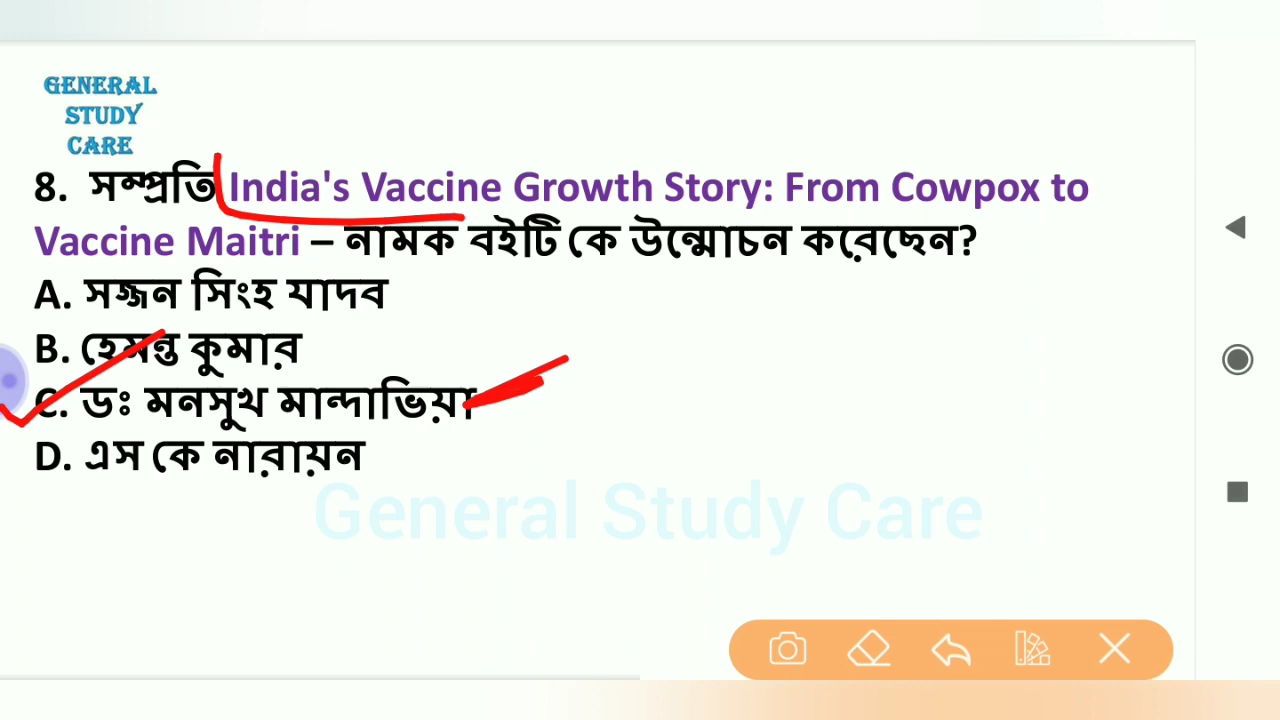 GENERAL
STUDY
CARE
8. সম্প্রতি India's Vaccine Growth Story: From Cowpox to
Vaccine Maitri – নামক বইটি কে উন্মোচন করেছেন?
A. সজ্জন সিংহ যাদব
B. হেমন্ত কুমার
C. ডঃ মনসুখ মান্দাভিয়া
D. এস কে নারায়ন
General Study Care